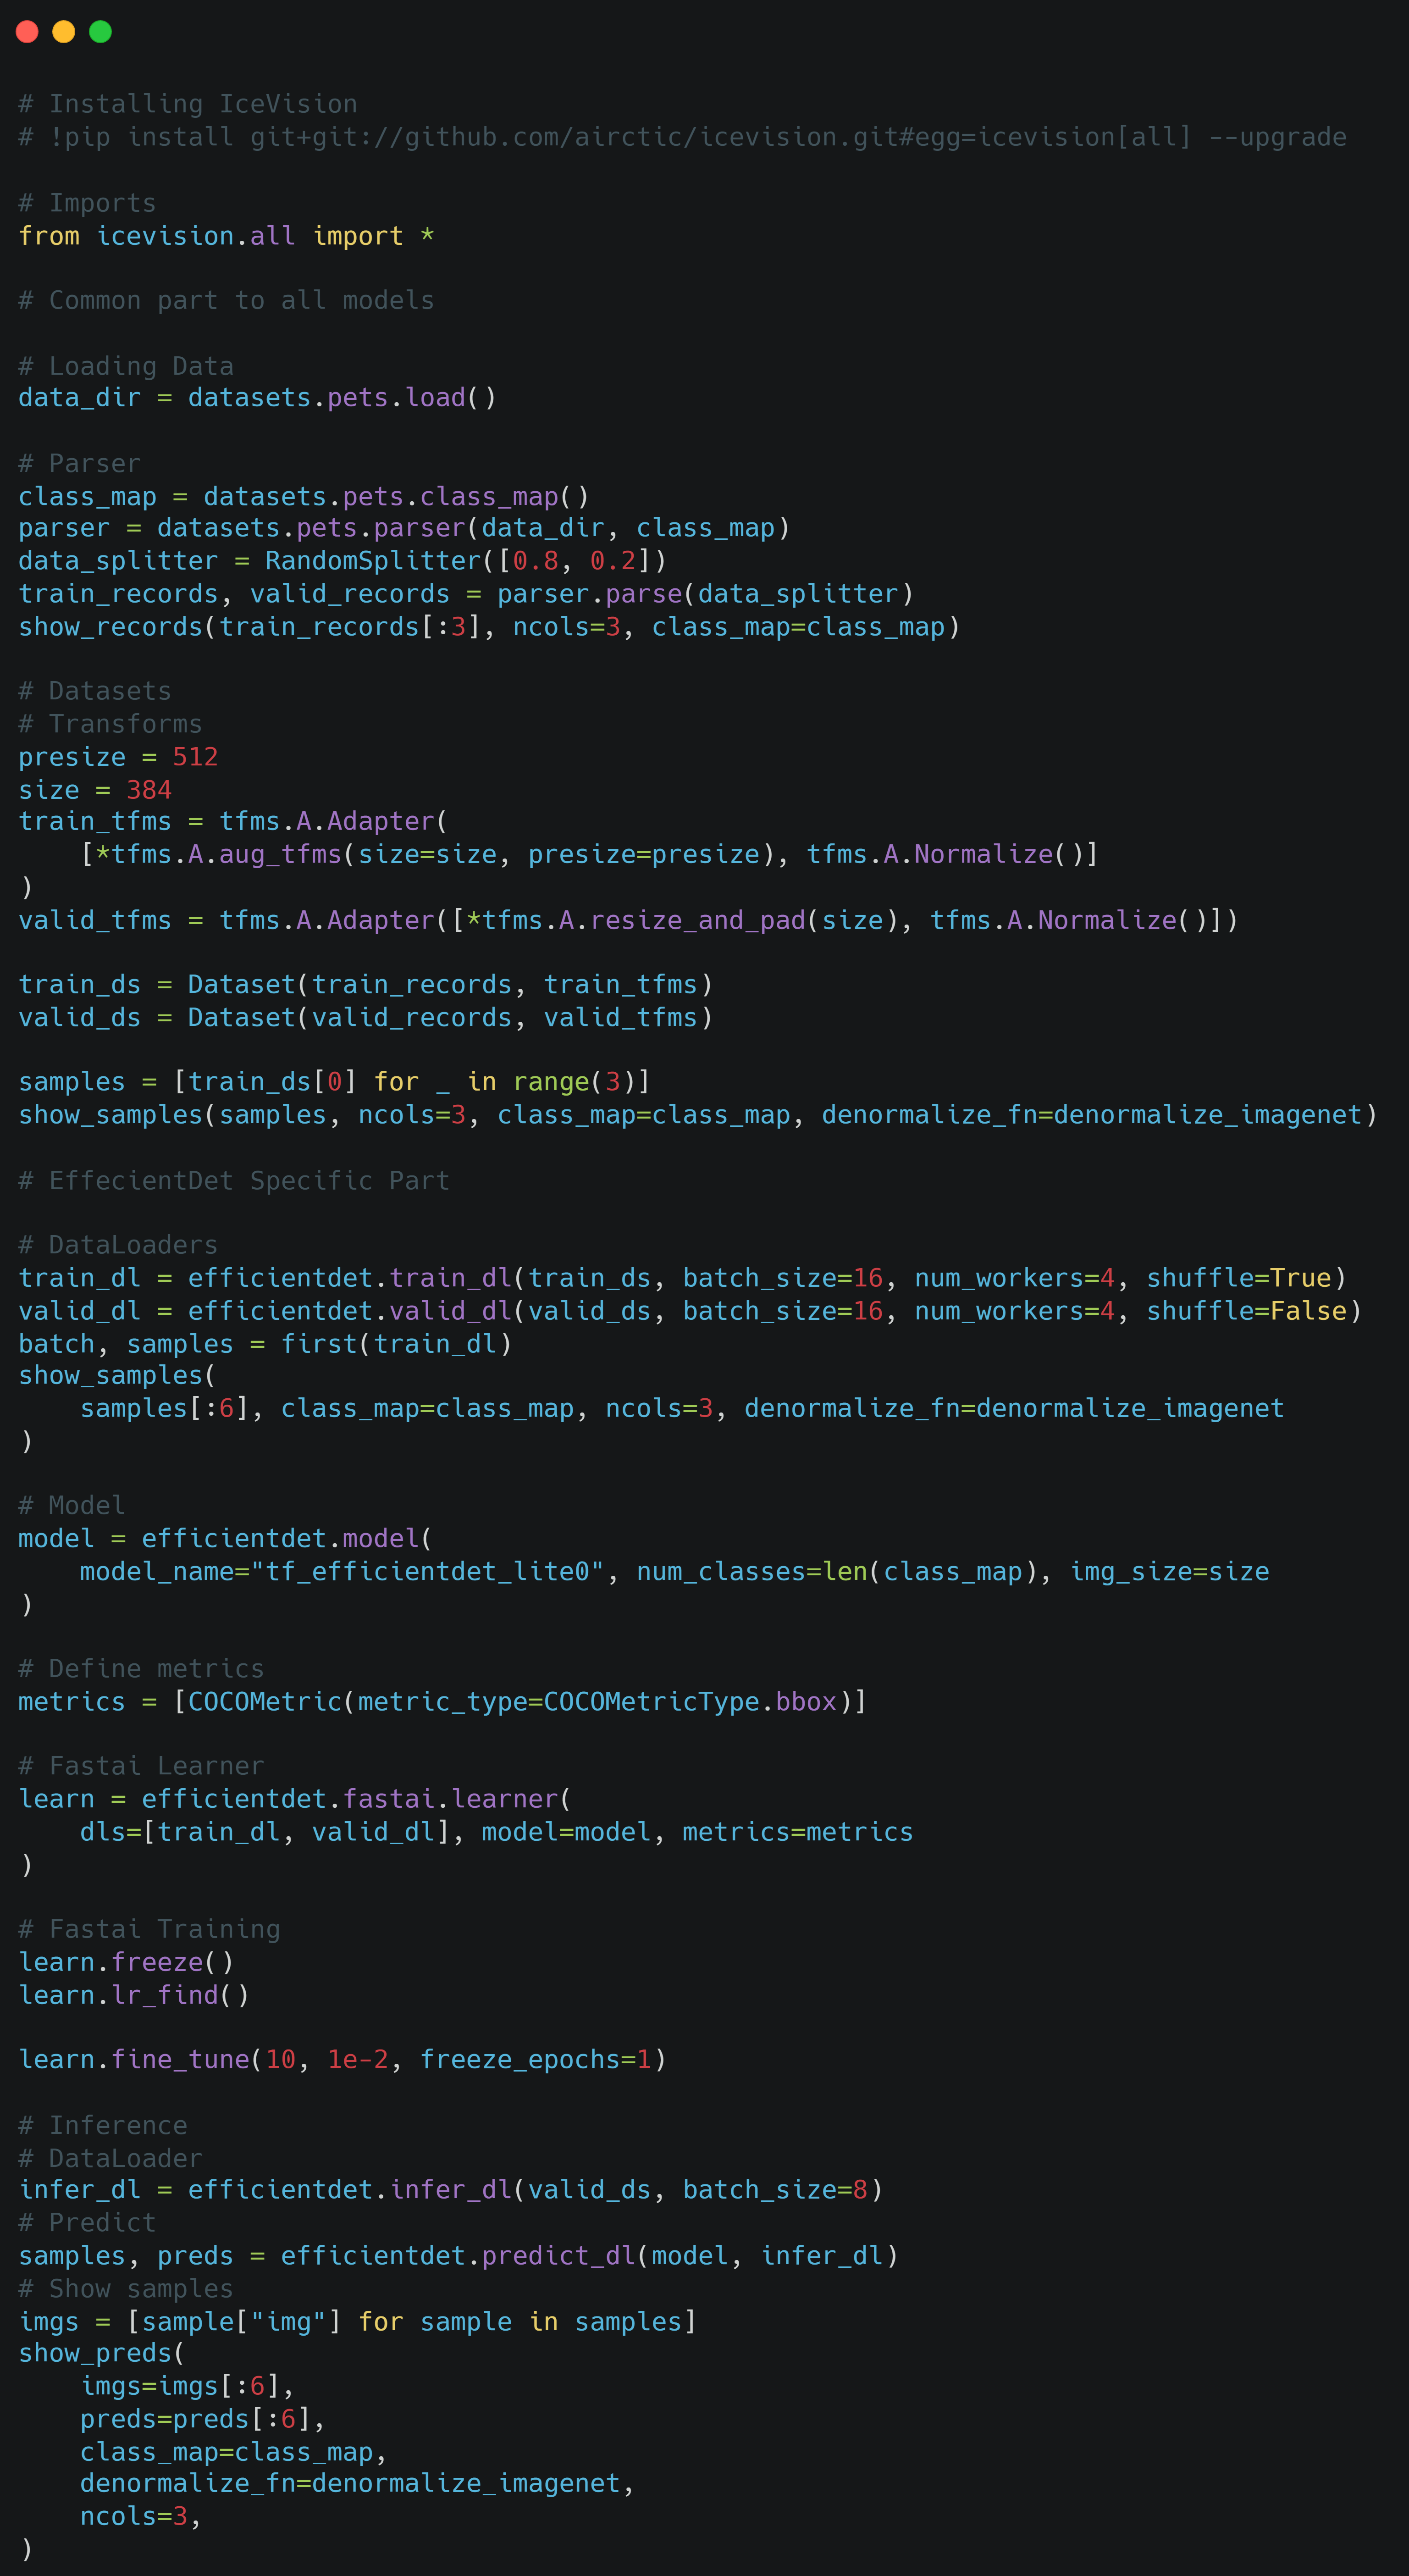 # Installing IceVision
# !pip install git+git://github.com/airctic/icevision.git#egg=icevision[all] --upgrade
# Imports
from icevision.all import *
# Common part to all models
# Loading Data
data_dir = datasets.pets.load()
# Parser
class_map = datasets.pets.class_map()
parser = datasets.pets.parser(data_dir, class_map)
data_splitter = RandomSplitter([0.8, 0.2])
train_records, valid_records = parser.parse(data_splitter)
show_records(train_records[:3], ncols=3, class_map=class_map)
# Datasets
# Transforms
presize = 512
size = 384
train_tfms = tfms.A.Adapter(
    [*tfms.A.aug_tfms(size=size, presize=presize), tfms.A.Normalize()]
)
valid_tfms = tfms.A.Adapter([*tfms.A.resize_and_pad(size), tfms.A.Normalize()])
train_ds = Dataset(train_records, train_tfms)
valid_ds = Dataset(valid_records, valid_tfms)
samples = [train_ds[0] for _ in range(3)]
show_samples(samples, ncols=3, class_map=class_map, denormalize_fn=denormalize_imagenet)
# EffecientDet Specific Part
# DataLoaders
train_dl = efficientdet.train_dl(train_ds, batch_size=16, num_workers=4, shuffle=True)
valid_dl = efficientdet.valid_dl(valid_ds, batch_size=16, num_workers=4, shuffle=False)
batch, samples = first(train_dl)
show_samples(
    samples[:6], class_map=class_map, ncols=3, denormalize_fn=denormalize_imagenet
)
# Model
model = efficientdet.model(
    model_name="tf_efficientdet_lite0", num_classes=len(class_map), img_size=size
)
# Define metrics
metrics = [COCOMetric(metric_type=COCOMetricType.bbox)]
# Fastai Learner
learn = efficientdet.fastai.learner(
    dls=[train_dl, valid_dl], model=model, metrics=metrics
)
# Fastai Training
learn.freeze()
learn.lr_find()
learn.fine_tune(10, 1e-2, freeze_epochs=1)
# Inference
# DataLoader
infer_dl = efficientdet.infer_dl(valid_ds, batch_size=8)
# Predict
samples, preds = efficientdet.predict_dl(model, infer_dl)
# Show samples
imgs = [sample["img"] for sample in samples]
show_preds(
    imgs=imgs[:6],
    preds=preds[:6],
    class_map=class_map,
    denormalize_fn=denormalize_imagenet,
    ncols=3,
)